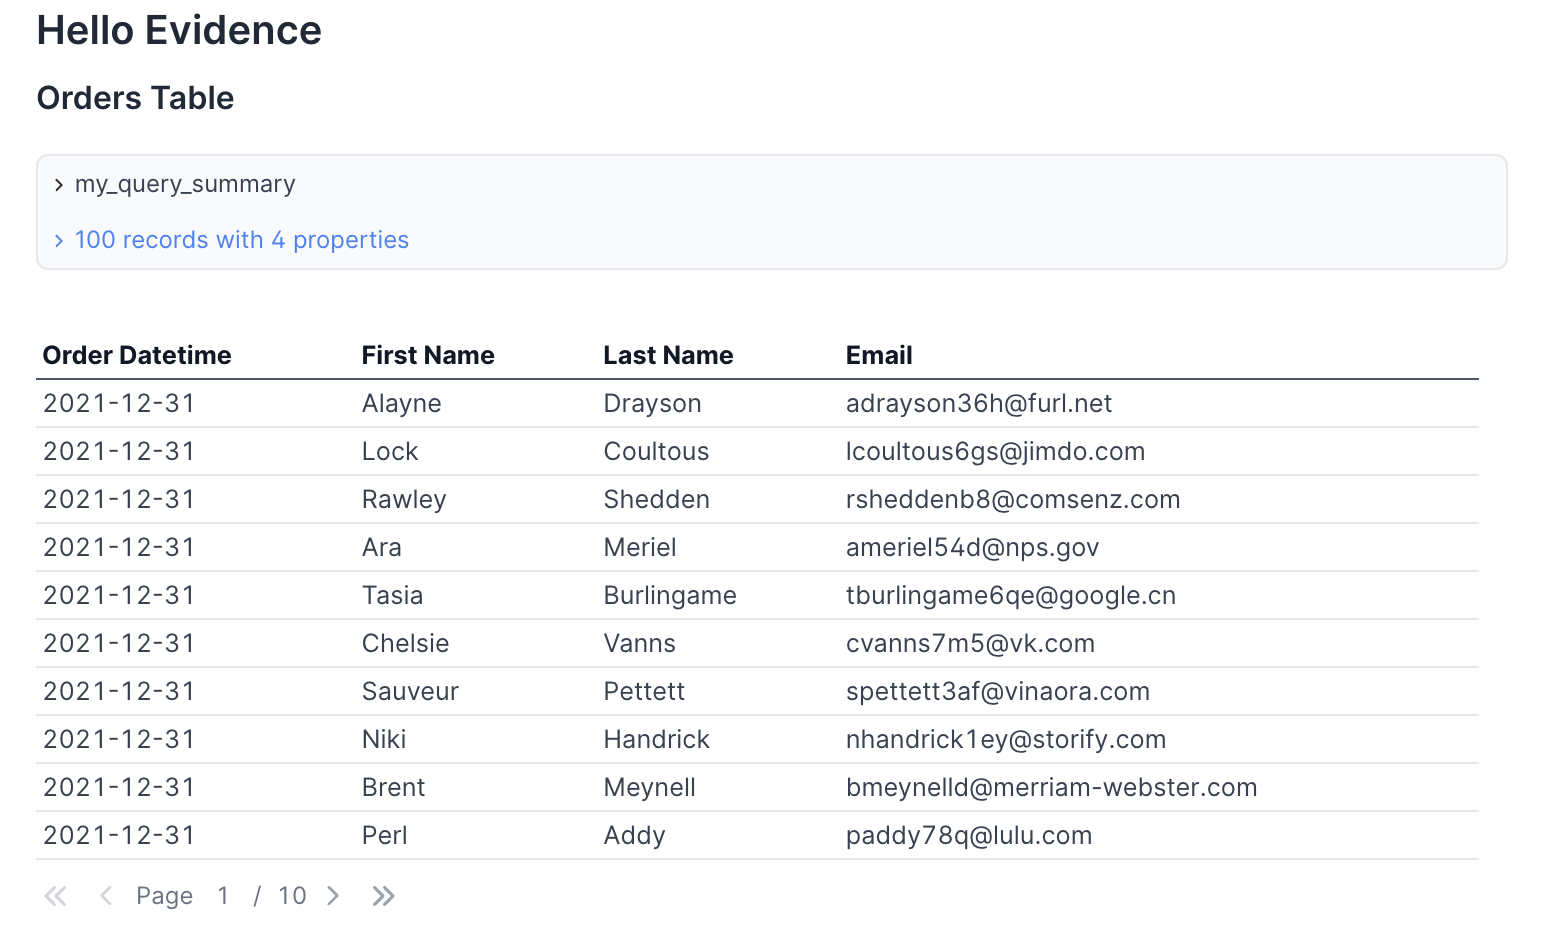 Hello Evidence
Orders Table
my_query_summary
100 records with 4 properties
Order Datetime First Name Last Name Email
2021-12-31 Alayne Drayson adrayson36h@furl.net
2021-12-31 Lock Coultous lcoultous6gs@jimdo.com
2021-12-31 Rawley Shedden rsheddenb8@comsenz.com
2021-12-31 Ara Meriel ameriel54d@nps.gov
2021-12-31 Tasia Burlingame tburlingame6qe@google.cn
2021-12-31 Chelsie Vanns cvanns7m5@vk.com
2021-12-31 Sauveur Pettett spettett3af@vinaora.com
2021-12-31 Niki Handrick nhandrick1ey@storify.com
2021-12-31 Brent Meynell bmeynelld@merriam-webster.com
2021-12-31 Perl Addy paddy78q@lulu.com
Page 1 / 10